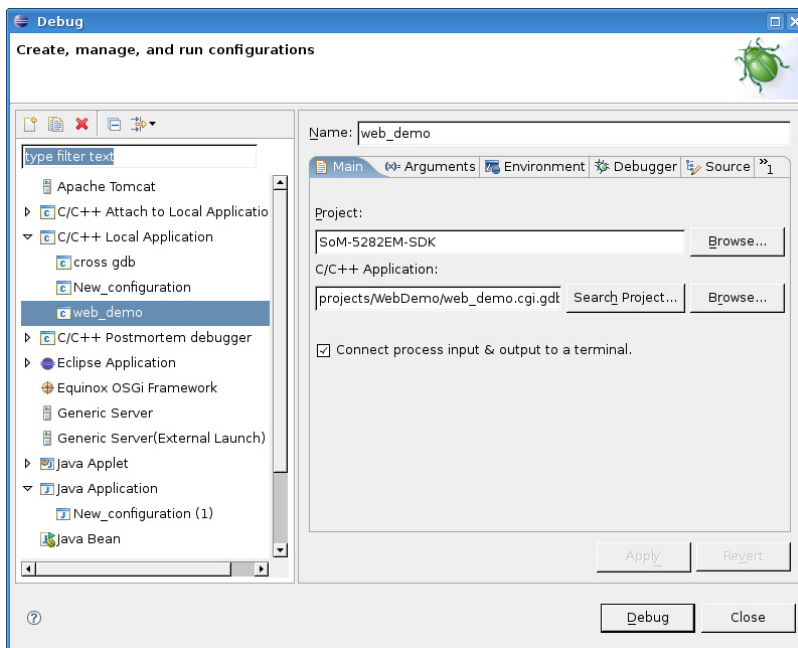 Debug
Create, manage, and run configurations
type filter text
Apache Tomcat
C/C++ Attach to Local Applicatio
C/C++ Local Application
cross gdb
New_configuration
web_demo
C/C++ Postmortem debugger
Eclipse Application
Equinox OSGi Framework
Generic Server
Generic Server(External Launch)
Java Applet
Java Application
New_configuration (1)
Java Bean
Name: web_demo
Main (x)= Arguments Environment Debugger Source »1
Project:
SoM-5282EM-SDK Browse...
C/C++ Application:
projects/WebDemo/web_demo.cgi.gdb Search Project... Browse...
Connect process input & output to a terminal.
Apply Revert
? Debug Close